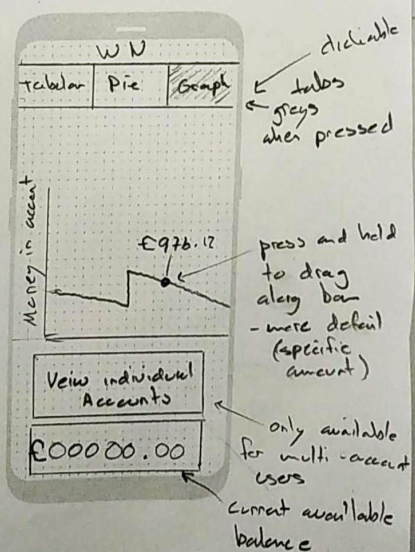 WN
Tabular Pie Graph
clickable
tabs
greys
when pressed
Money in account
£976.12
press and hold
to drag
along bar
- more detail
(specific
amount)
Veiw individual
Accounts
£00000.00
only available
for multi-account
users
current available
balance